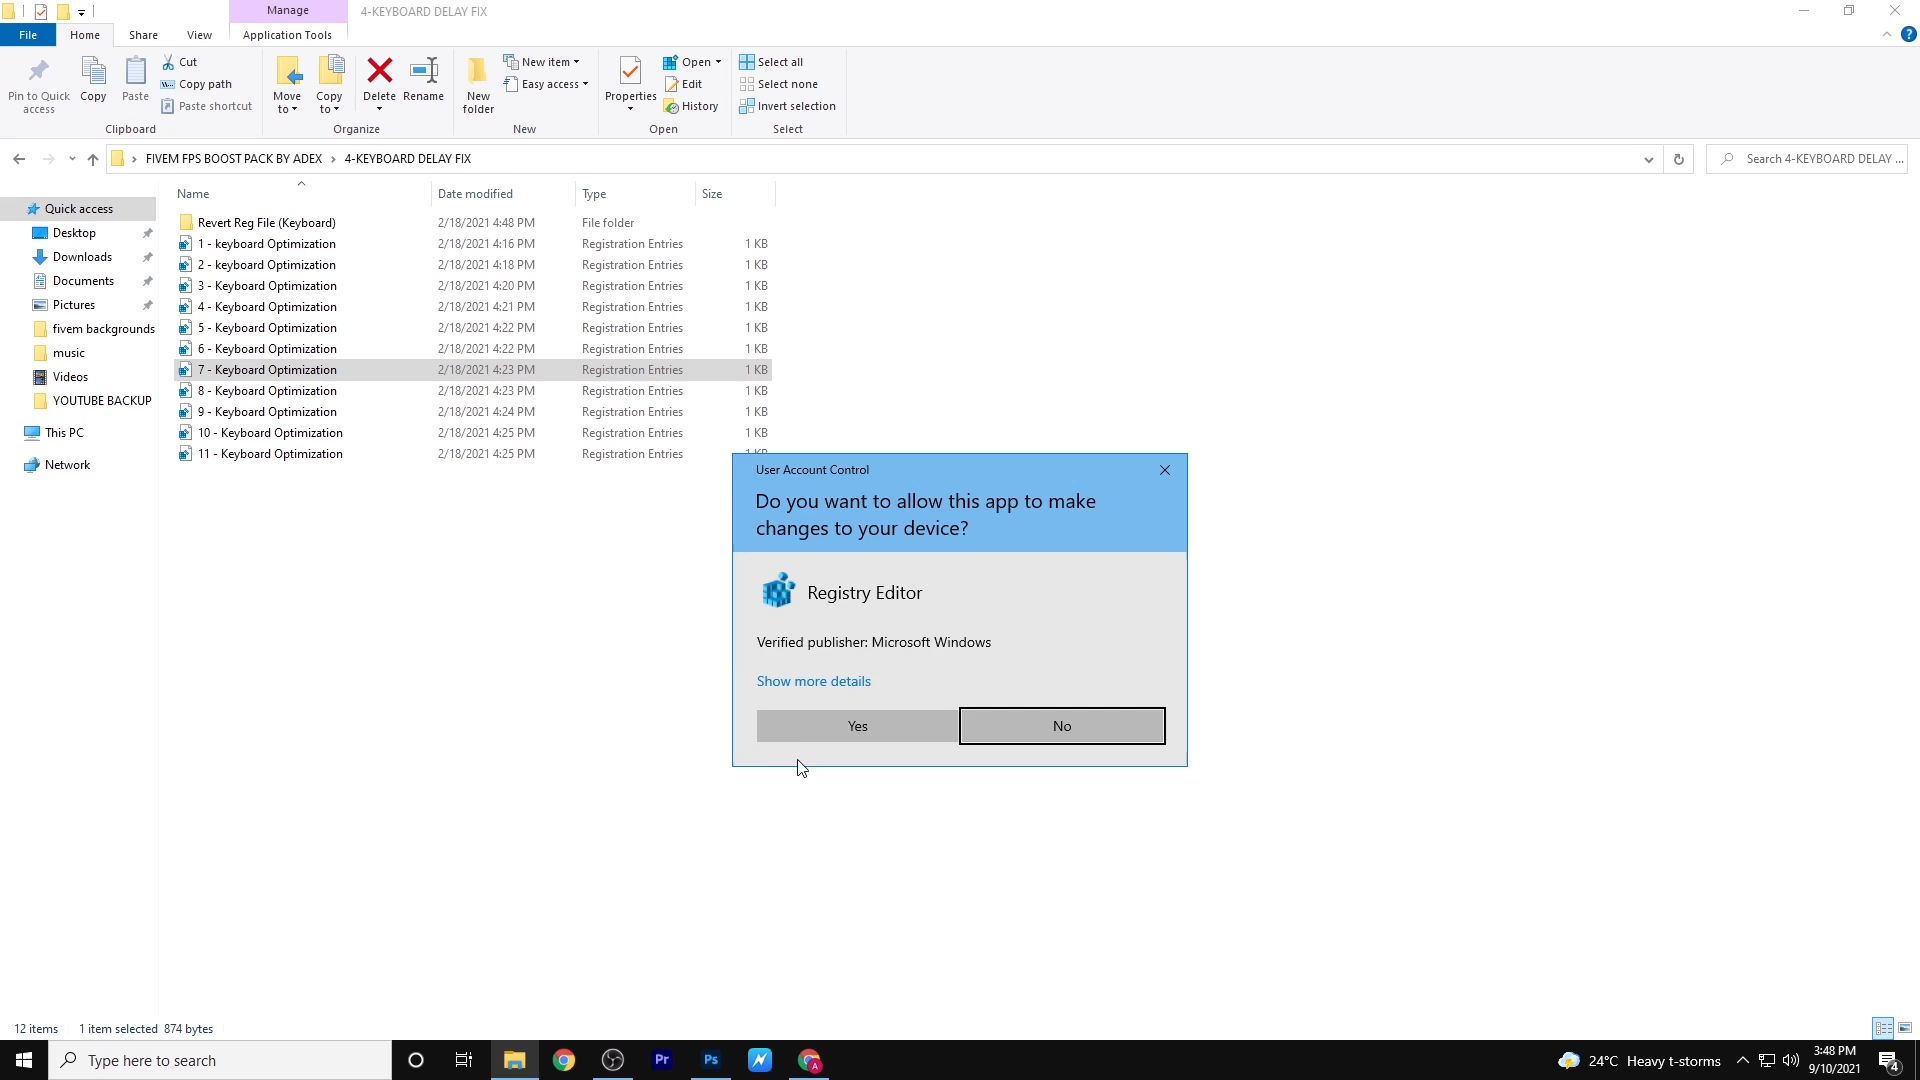 Manage
4-KEYBOARD DELAY FIX
File
Home
Share
View
Application Tools
?
Pin to Quick access
Copy
Paste
Cut
Copy path
Paste shortcut
Move to
Copy to
Delete
Rename
New folder
New item
Easy access
Properties
Open
Edit
History
Select all
Select none
Invert selection
Clipboard
Organize
New
Open
Select
FIVEM FPS BOOST PACK BY ADEX
4-KEYBOARD DELAY FIX
Search 4-KEYBOARD DELAY ...
Name
Date modified
Type
Size
Quick access
Desktop
Downloads
Documents
Pictures
fivem backgrounds
music
Videos
YOUTUBE BACKUP
This PC
Network
Revert Reg File (Keyboard) 2/18/2021 4:48 PM File folder
1 - keyboard Optimization 2/18/2021 4:16 PM Registration Entries 1 KB
2 - keyboard Optimization 2/18/2021 4:18 PM Registration Entries 1 KB
3 - Keyboard Optimization 2/18/2021 4:20 PM Registration Entries 1 KB
4 - Keyboard Optimization 2/18/2021 4:21 PM Registration Entries 1 KB
5 - Keyboard Optimization 2/18/2021 4:22 PM Registration Entries 1 KB
6 - Keyboard Optimization 2/18/2021 4:22 PM Registration Entries 1 KB
7 - Keyboard Optimization 2/18/2021 4:23 PM Registration Entries 1 KB
8 - Keyboard Optimization 2/18/2021 4:23 PM Registration Entries 1 KB
9 - Keyboard Optimization 2/18/2021 4:24 PM Registration Entries 1 KB
10 - Keyboard Optimization 2/18/2021 4:25 PM Registration Entries 1 KB
11 - Keyboard Optimization 2/18/2021 4:25 PM Registration Entries 1 KB
User Account Control
Do you want to allow this app to make
changes to your device?
Registry Editor
Verified publisher: Microsoft Windows
Show more details
Yes
No
12 items
1 item selected 874 bytes
Type here to search
Pr
Ps
A
24°C Heavy t-storms
3:48 PM
9/10/2021
4